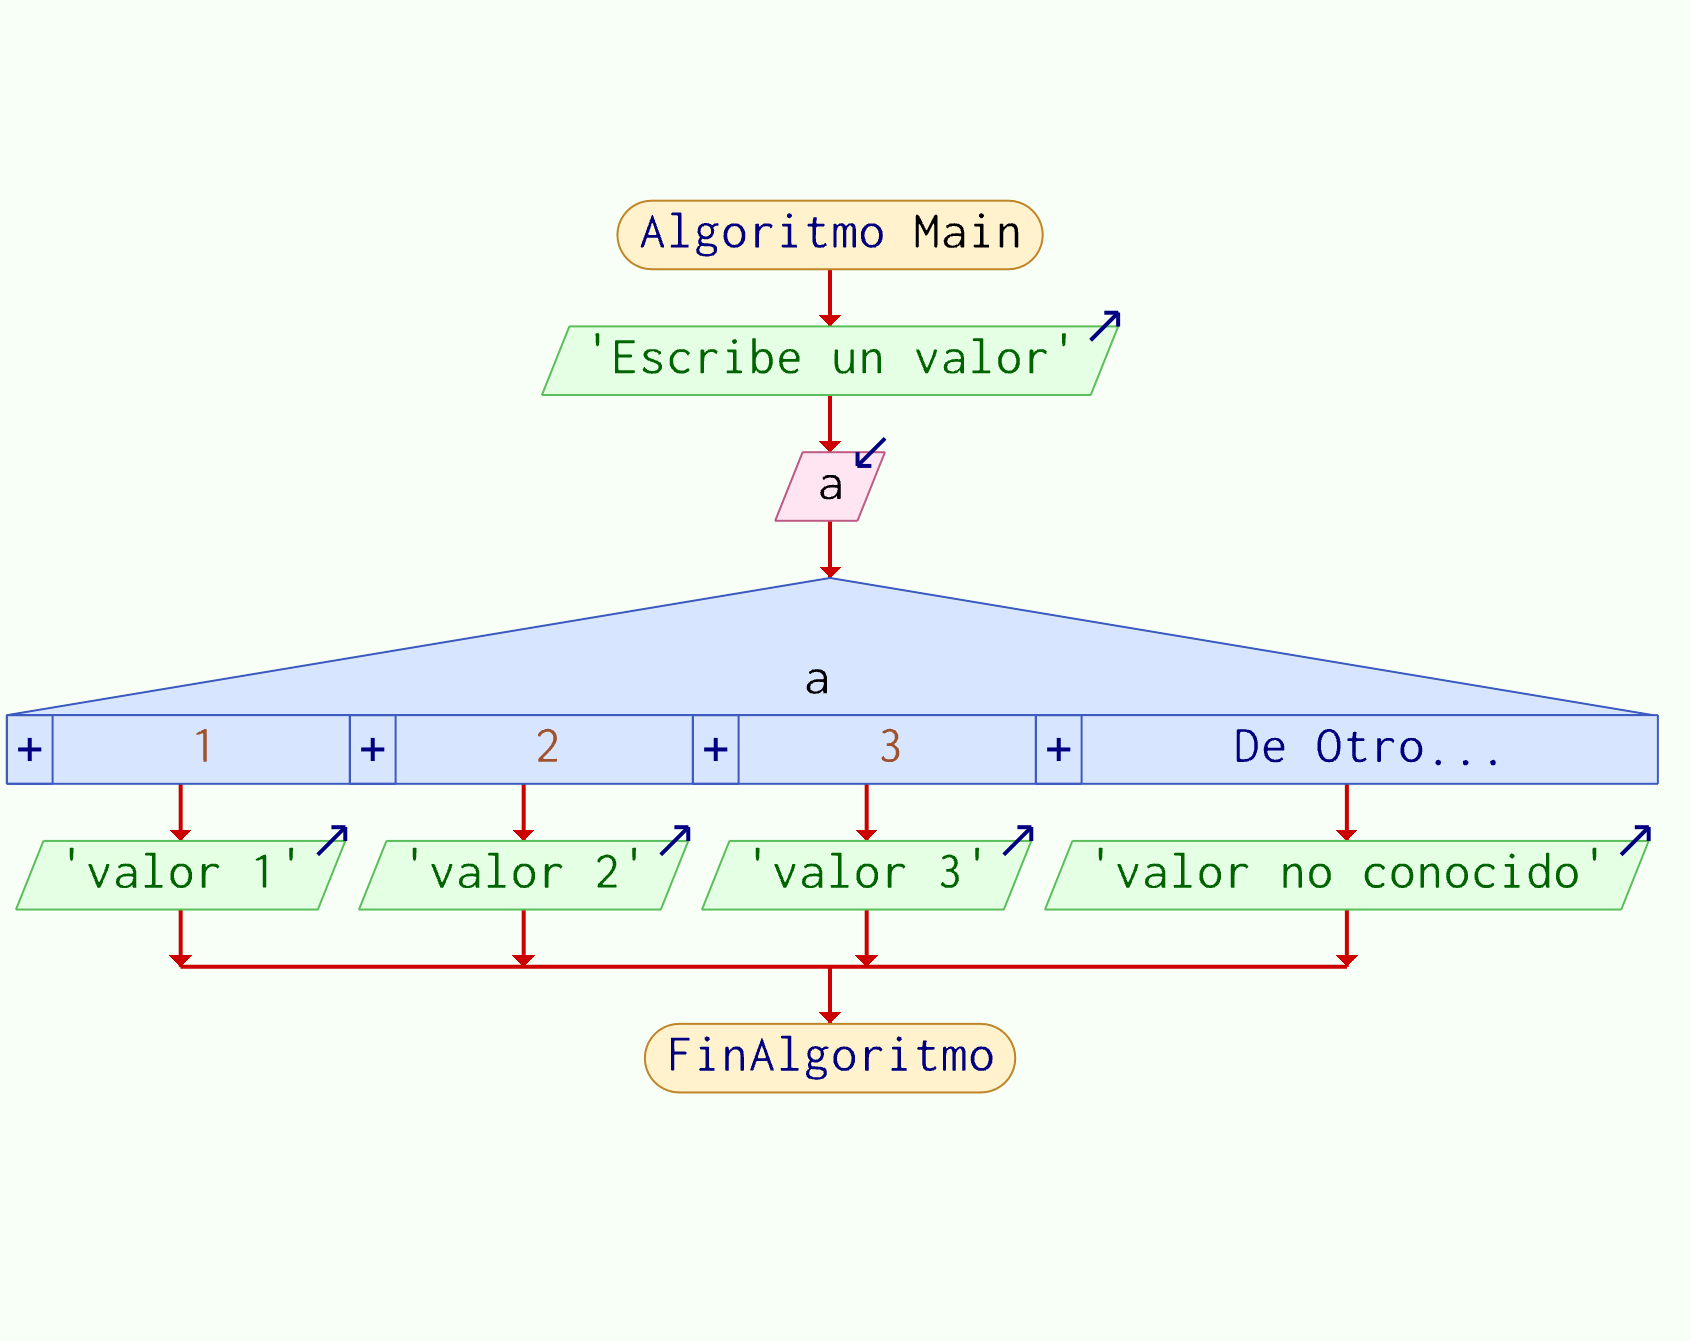 Algoritmo Main
'Escribe un valor'
a
a
+ 1 + 2 + 3 + De Otro...
'valor 1' 'valor 2' 'valor 3' 'valor no conocido'
FinAlgoritmo